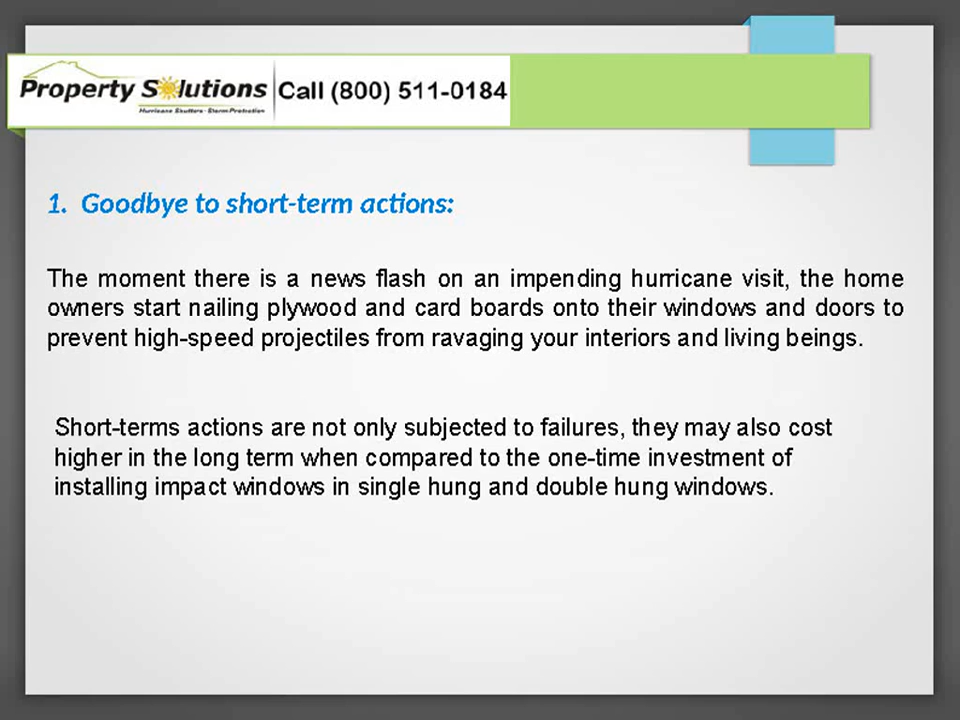 Property Solutions
Hurricane Shutters - Storm Protection
Call (800) 511-0184
1. Goodbye to short-term actions:
The moment there is a news flash on an impending hurricane visit, the home
owners start nailing plywood and card boards onto their windows and doors to
prevent high-speed projectiles from ravaging your interiors and living beings.
Short-terms actions are not only subjected to failures, they may also cost
higher in the long term when compared to the one-time investment of
installing impact windows in single hung and double hung windows.